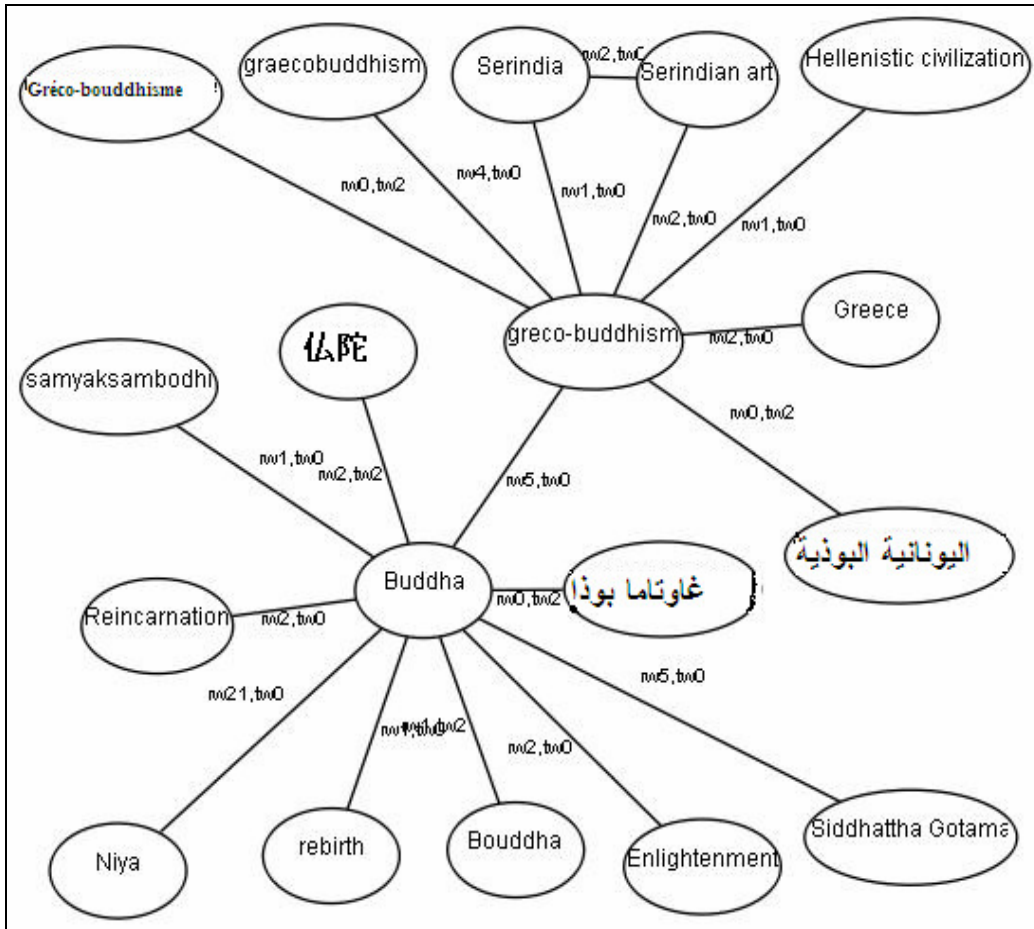 Gréco-bouddhisme
graecobuddhism
Serindia
rw2,tw0
Serindian art
Hellenistic civilization
rw0,tw2
rw4,tw0
rw1,tw0
rw2,tw0
rw1,tw0
greco-buddhism
rw2,tw0
Greece
仏陀
samyaksambodhi
rw0,tw2
rw1,tw0
rw2,tw2
rw5,tw0
اليونانية البوذية
Buddha
rw0,tw2
غاوتاما بوذا
Reincarnation
rw2,tw0
rw5,tw0
rw21,tw0
rw2,tw0
Niya
rebirth
Bouddha
Enlightenment
Siddhattha Gotama